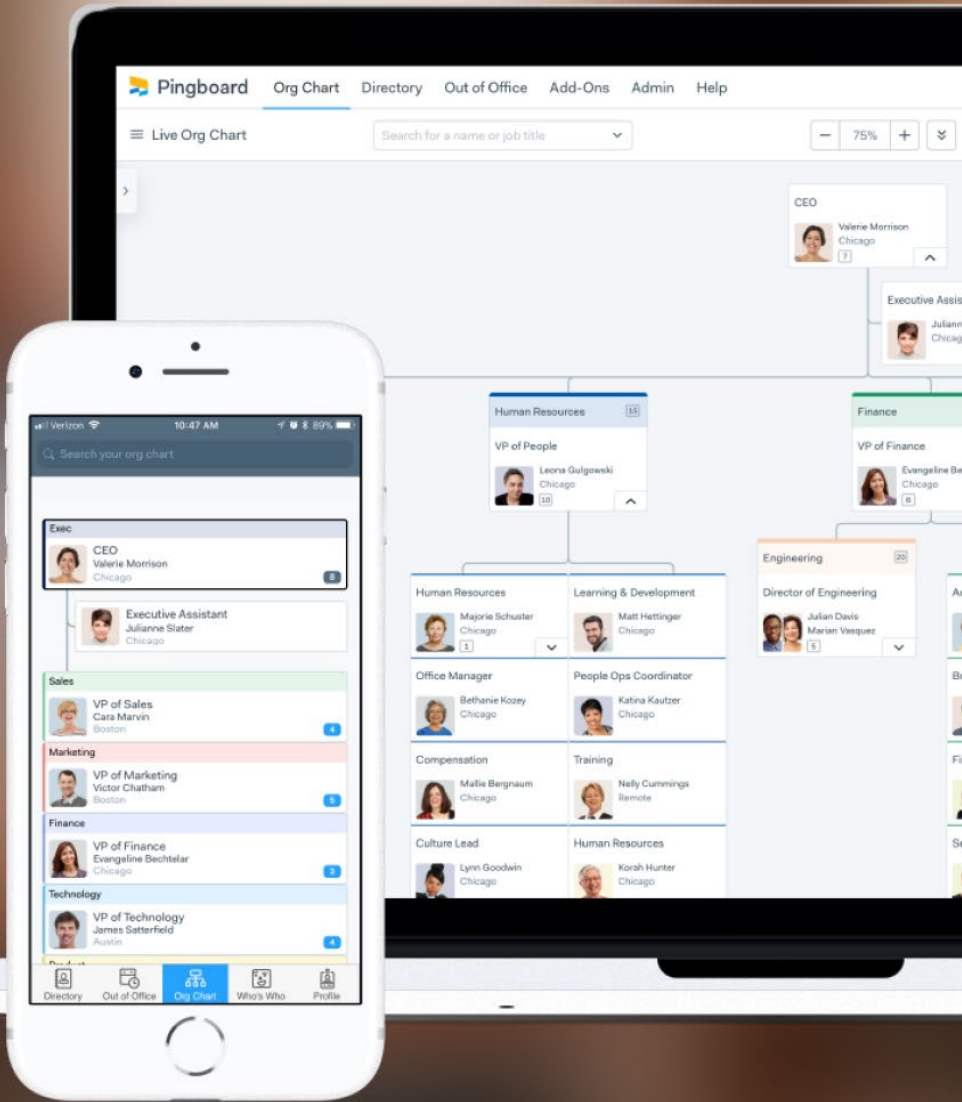 Pingboard
Org Chart
Directory
Out of Office
Add-Ons
Admin
Help
Live Org Chart
Search for a name or job title
75%
CEO
Valerie Morrison
Chicago
7
Executive Assis
Juliann
Chicag
Human Resources
15
VP of People
Leona Gulgowski
Chicago
10
Finance
VP of Finance
Evangeline Be
Chicago
6
Engineering
20
Director of Engineering
Julian Davis
Marian Vasquez
5
Human Resources
Majorie Schuster
Chicago
1
Learning & Development
Matt Hettinger
Chicago
Office Manager
Bethanie Kozey
Chicago
People Ops Coordinator
Katina Kautzer
Chicago
Compensation
Mallie Bergnaum
Chicago
Training
Nelly Cummings
Remote
Culture Lead
Lynn Goodwin
Chicago
Human Resources
Korah Hunter
Chicago
Verizon
10:47 AM
89%
Search your org chart
Exec
CEO
Valerie Morrison
Chicago
8
Executive Assistant
Julianne Slater
Chicago
Sales
VP of Sales
Cara Marvin
Boston
4
Marketing
VP of Marketing
Victor Chatham
Boston
5
Finance
VP of Finance
Evangeline Bechtelar
Chicago
3
Technology
VP of Technology
James Satterfield
Austin
4
Directory
Out of Office
Org Chart
Who's Who
Profile